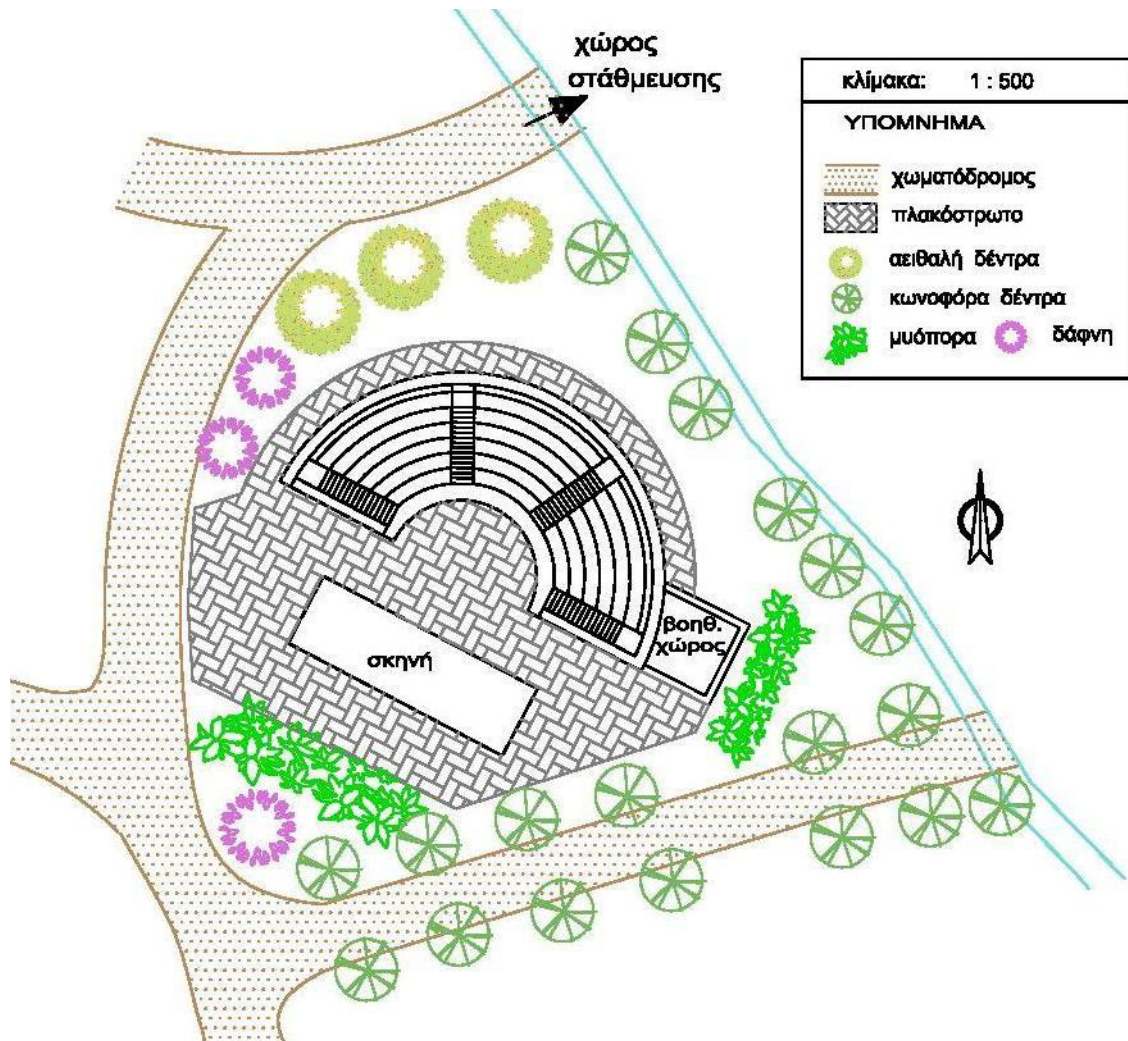 χώρος
στάθμευσης
κλίμακα: 1 : 500
ΥΠΟΜΝΗΜΑ
χωματόδρομος
πλακόστρωτο
αειθαλή δέντρα
κωνοφόρα δέντρα
μυόπορα δάφνη
βοηθ.
χώρος
σκηνή